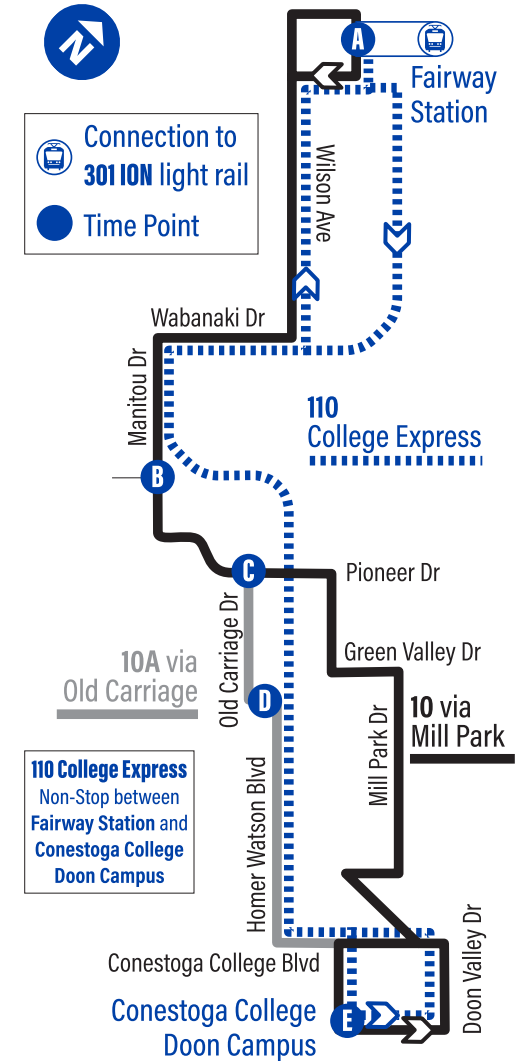 N
A
Fairway
Station
Connection to
301 ION light rail
Time Point
Wilson Ave
Wabanaki Dr
Manitou Dr
110
College Express
B
C
Pioneer Dr
Old Carriage Dr
Green Valley Dr
10A via
Old Carriage
D
10 via
Mill Park
Mill Park Dr
110 College Express
Non-Stop between
Fairway Station and
Conestoga College
Doon Campus
Homer Watson Blvd
Doon Valley Dr
Conestoga College Blvd
Conestoga College
Doon Campus
E